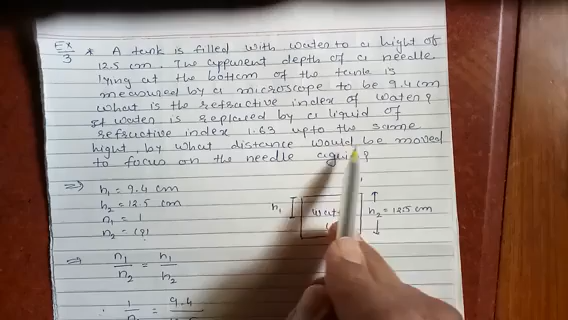 Ex
3
* A tank is filled with water to a hight of
12.5 cm. The apparent depth of a needle
lying at the bottom of the tank is
measured by a microscope to be 9.4 cm
what is the refractive index of water?
If water is replaced by a liquid of
refractive index 1.63 upto the same
hight, by what distance would be moved
to focus on the needle again?
⇒ h₁ = 9.4 cm
h₂ = 12.5 cm
n₁ = 1
n₂ = (?)
h₁
h₂ = 12.5 cm
⇒ n₁/n₂ = h₁/h₂
∴ 1/n₂ = 9.4